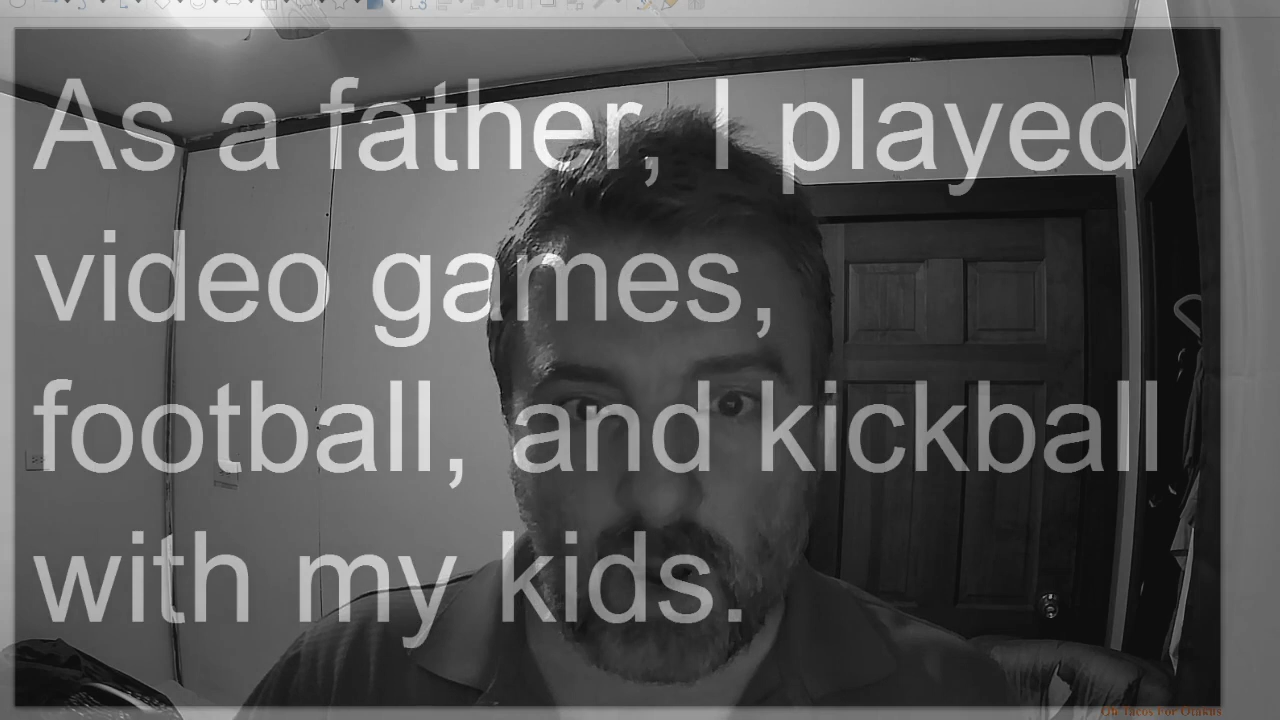 As a father, I played
video games,
football, and kickball
with my kids.